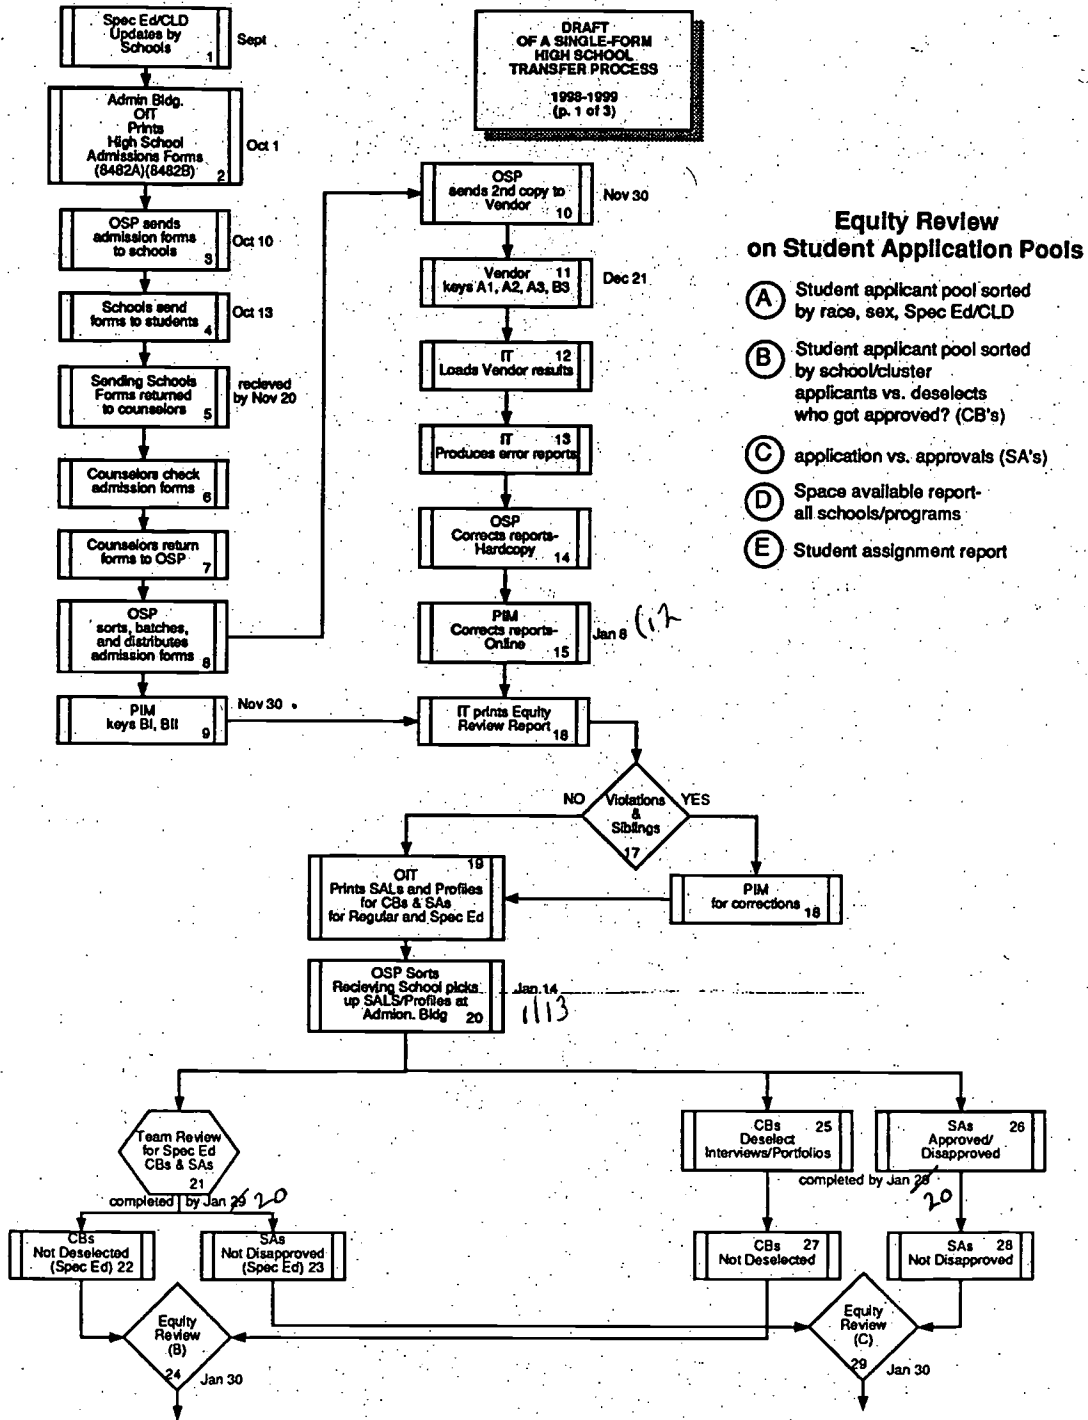 DRAFT
OF A SINGLE-FORM
HIGH SCHOOL
TRANSFER PROCESS
1998-1999
(p. 1 of 3)
Spec Ed/CLD
Updates by
Schools
1
Sept
Admin Bldg.
OIT
Prints
High School
Admissions Forms
(8482A)(8482B)
2
Oct 1
OSP sends
admission forms
to schools
3
Oct 10
Schools send
forms to students
4
Oct 13
Sending Schools
Forms returned
to counselors
5
recieved
by Nov 20
Counselors check
admission forms
6
Counselors return
forms to OSP
7
OSP
sorts, batches,
and distributes
admission forms
8
PIM
keys BI, BII
9
Nov 30
OSP
sends 2nd copy to
Vendor
10
Nov 30
Vendor
11
keys A1, A2, A3, B3
Dec 21
IT
12
Loads Vendor results
IT
13
Produces error reports
OSP
Corrects reports-
Hardcopy
14
PIM
Corrects reports-
Online
15
Jan 8
IT prints Equity
Review Report
Equity Review
on Student Application Pools
A
Student applicant pool sorted
by race, sex, Spec Ed/CLD
B
Student applicant pool sorted
by school/cluster
applicants vs. deselects
who got approved? (CB's)
C
application vs. approvals (SA's)
D
Space available report-
all schools/programs
E
Student assignment report
NO
YES
Violations
&
Siblings
17
PIM
for corrections
18
19
OIT
Prints SALs and Profiles
for CBs & SAs
for Regular and Spec Ed
OSP Sorts
Recieving School picks
up SALS/Profiles at
Admion. Bldg
20
Jan 14
1/13
Team Review
for Spec Ed
CBs & SAs
21
completed by Jan 29 20
CBs
Not Deselected
(Spec Ed) 22
SAs
Not Disapproved
(Spec Ed) 23
Equity
Review
(B)
24
Jan 30
CBs
25
Deselect
Interviews/Portfolios
SAs
26
Approved/
Disapproved
completed by Jan 29
20
CBs
27
Not Deselected
SAs
28
Not Disapproved
Equity
Review
(C)
29
Jan 30